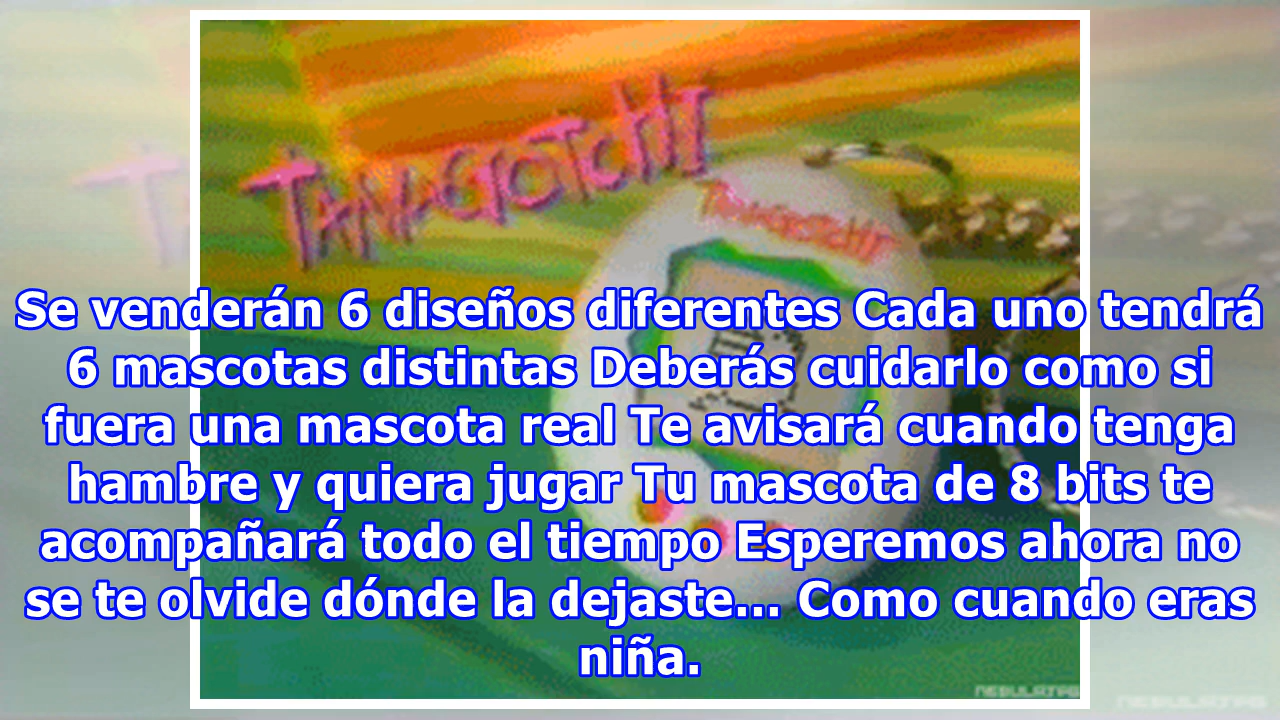 TAMAGOTCHI
TAMAGOTCHI
Se venderán 6 diseños diferentes Cada uno tendrá
6 mascotas distintas Deberás cuidarlo como si
fuera una mascota real Te avisará cuando tenga
hambre y quiera jugar Tu mascota de 8 bits te
acompañará todo el tiempo Esperemos ahora no
se te olvide dónde la dejaste... Como cuando eras
niña.